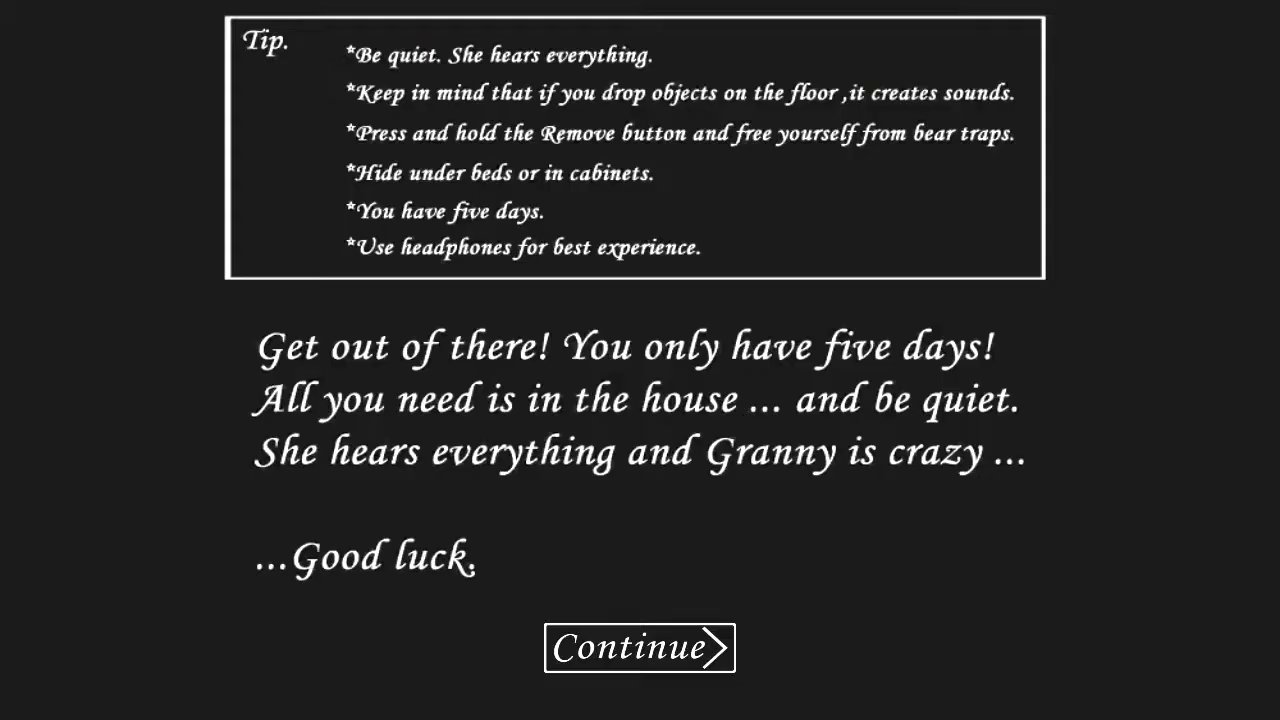 Tip.
*Be quiet. She hears everything.
*Keep in mind that if you drop objects on the floor ,it creates sounds.
*Press and hold the Remove button and free yourself from bear traps.
*Hide under beds or in cabinets.
*You have five days.
*Use headphones for best experience.
Get out of there! You only have five days!
All you need is in the house ... and be quiet.
She hears everything and Granny is crazy ...
...Good luck.
Continue>